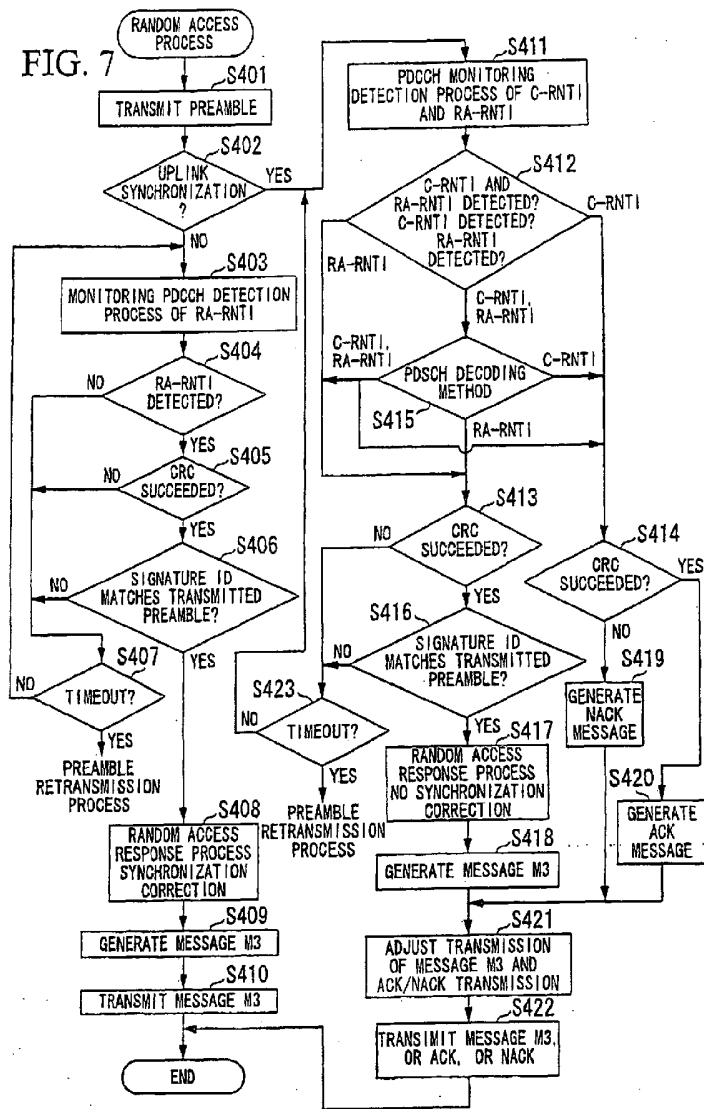 FIG. 7
RANDOM ACCESS
PROCESS
S401
TRANSMIT PREAMBLE
S402
UPLINK
SYNCHRONIZATION
?
YES
NO
S403
MONITORING PDCCH DETECTION
PROCESS OF RA-RNTI
S404
RA-RNTI
DETECTED?
NO
YES
S405
CRC
SUCCEEDED?
NO
YES
S406
SIGNATURE ID
MATCHES TRANSMITTED
PREAMBLE?
NO
YES
S407
TIMEOUT?
NO
YES
PREAMBLE
RETRANSMISSION
PROCESS
S408
RANDOM ACCESS
RESPONSE PROCESS
SYNCHRONIZATION
CORRECTION
S409
GENERATE MESSAGE M3
S410
TRANSMIT MESSAGE M3
END
S411
PDCCH MONITORING
DETECTION PROCESS OF C-RNTI
AND RA-RNTI
S412
C-RNTI AND
RA-RNTI DETECTED?
C-RNTI DETECTED?
RA-RNTI
DETECTED?
C-RNTI
RA-RNTI
C-RNTI,
RA-RNTI
C-RNTI,
RA-RNTI
PDSCH DECODING
METHOD
C-RNTI
S415
RA-RNTI
S413
CRC
SUCCEEDED?
NO
YES
S414
CRC
SUCCEEDED?
YES
NO
S416
SIGNATURE ID
MATCHES TRANSMITTED
PREAMBLE?
NO
YES
S423
TIMEOUT?
NO
YES
PREAMBLE
RETRANSMISSION
PROCESS
S417
RANDOM ACCESS
RESPONSE PROCESS
NO SYNCHRONIZATION
CORRECTION
S418
GENERATE MESSAGE M3
S419
GENERATE
NACK
MESSAGE
S420
GENERATE
ACK
MESSAGE
S421
ADJUST TRANSMISSION
OF MESSAGE M3 AND
ACK/NACK TRANSMISSION
S422
TRANSIMIT MESSAGE M3,
OR ACK, OR NACK,